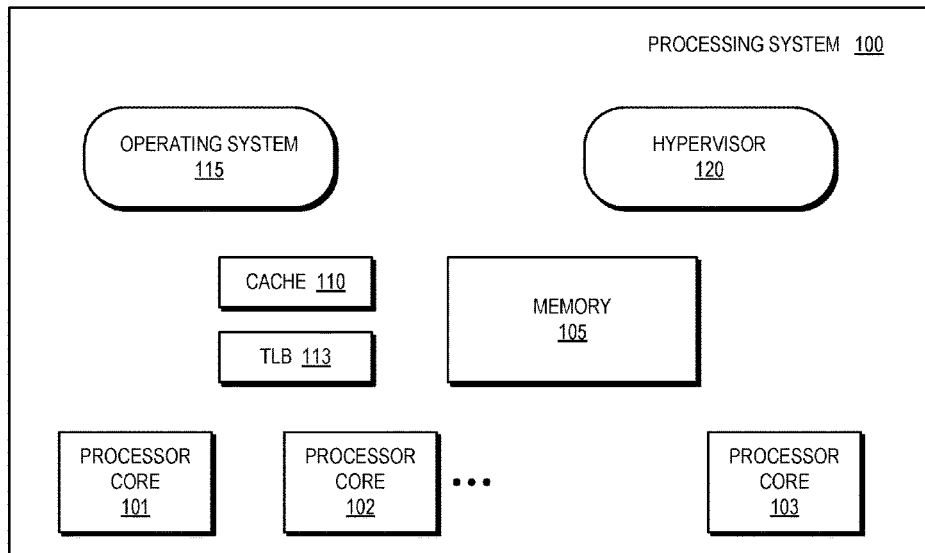 PROCESSING SYSTEM 100
OPERATING SYSTEM
115
HYPERVISOR
120
CACHE 110
MEMORY
105
TLB 113
PROCESSOR
CORE
101
PROCESSOR
CORE
102
PROCESSOR
CORE
103